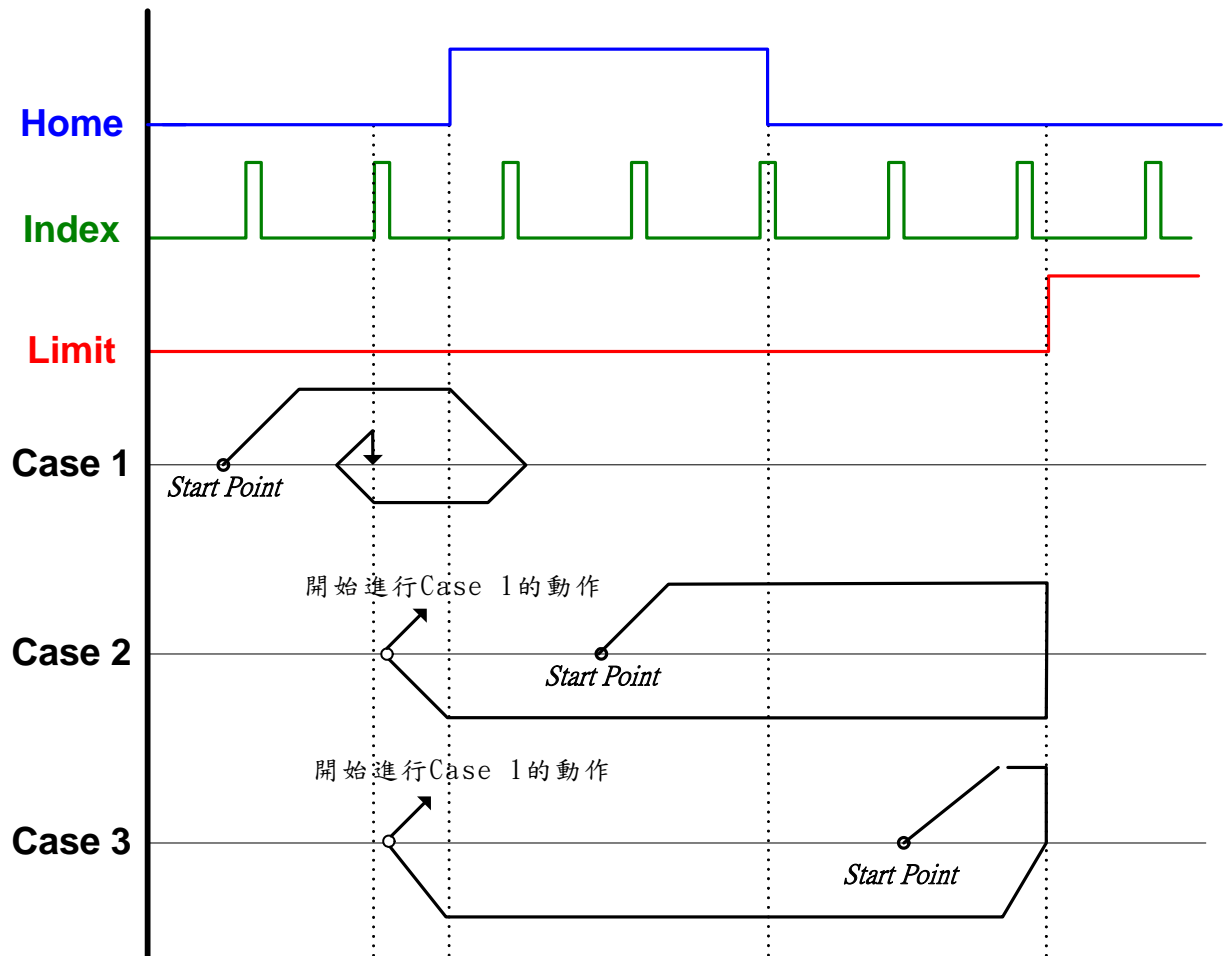 Home
Index
Limit
Case 1
Start Point
開始進行Case 1的動作
Case 2
Start Point
開始進行Case 1的動作
Case 3
Start Point